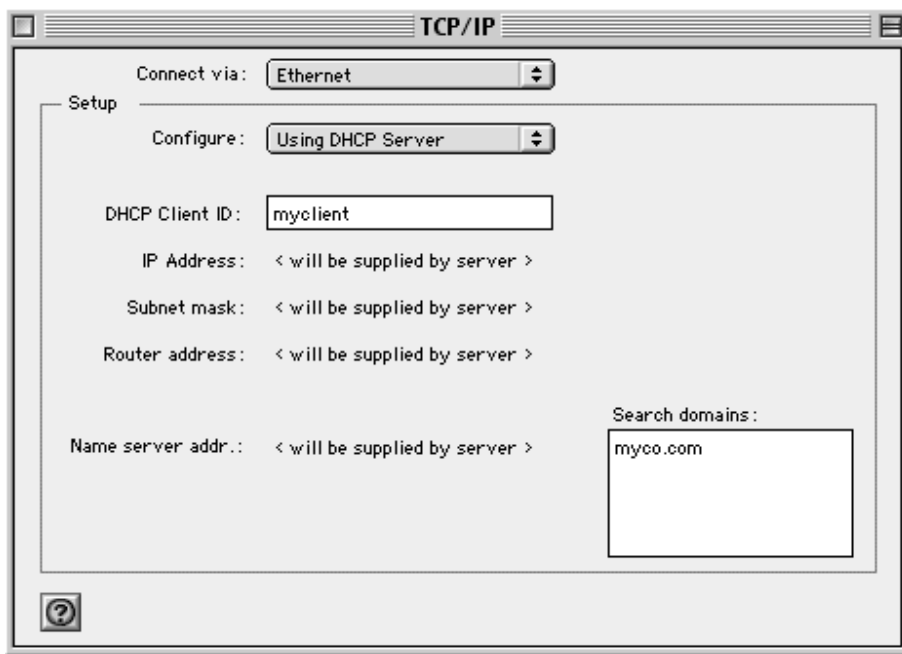 TCP/IP
Connect via: Ethernet
Setup
Configure: Using DHCP Server
DHCP Client ID: myclient
IP Address: < will be supplied by server >
Subnet mask: < will be supplied by server >
Router address: < will be supplied by server >
Search domains:
Name server addr.: < will be supplied by server >
myco.com
?